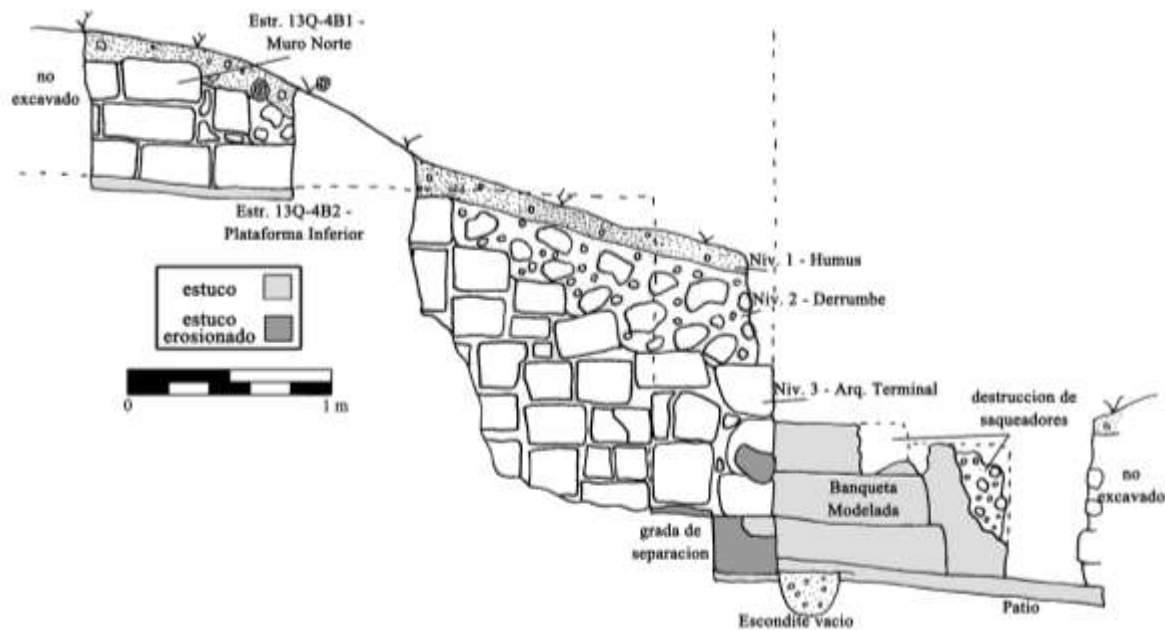 Estr. 13Q-4B1 -
Muro Norte
no
excavado
Estr. 13Q-4B2 -
Plataforma Inferior
estuco
estuco
erosionado
0
1 m
Niv. 1 - Humus
Niv. 2 - Derrumbe
Niv. 3 - Arq. Terminal
destruccion de
saqueadores
no
excavado
Banqueta
Modelada
grada de
separacion
Patio
Escondite vacio